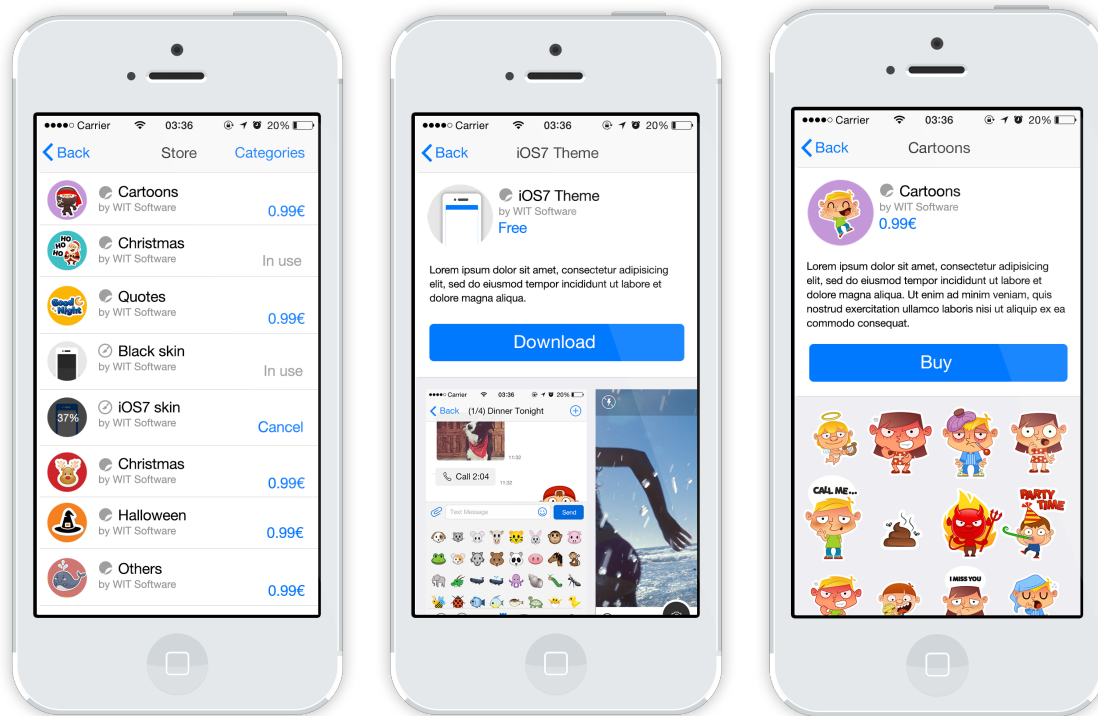 Carrier 03:36 20%
Back Store Categories
Cartoons
by WIT Software
0.99€
HO HO HO
Christmas
by WIT Software
In use
Good Night
Quotes
by WIT Software
0.99€
Black skin
by WIT Software
In use
37%
iOS7 skin
by WIT Software
Cancel
Christmas
by WIT Software
0.99€
Halloween
by WIT Software
0.99€
Others
by WIT Software
0.99€
Carrier 03:36 20%
Back iOS7 Theme
iOS7 Theme
by WIT Software
Free
Lorem ipsum dolor sit amet, consectetur adipisicing
elit, sed do eiusmod tempor incididunt ut labore et
dolore magna aliqua.
Download
Carrier 03:36 20%
Back (1/4) Dinner Tonight
11:32
Call 2:04
11:32
Text Message Send
Carrier 03:36 20%
Back Cartoons
Cartoons
by WIT Software
0.99€
Lorem ipsum dolor sit amet, consectetur adipisicing
elit, sed do eiusmod tempor incididunt ut labore et
dolore magna aliqua. Ut enim ad minim veniam, quis
nostrud exercitation ullamco laboris nisi ut aliquip ex ea
commodo consequat.
Buy
CALL ME...
PARTY
TIME
I MISS YOU